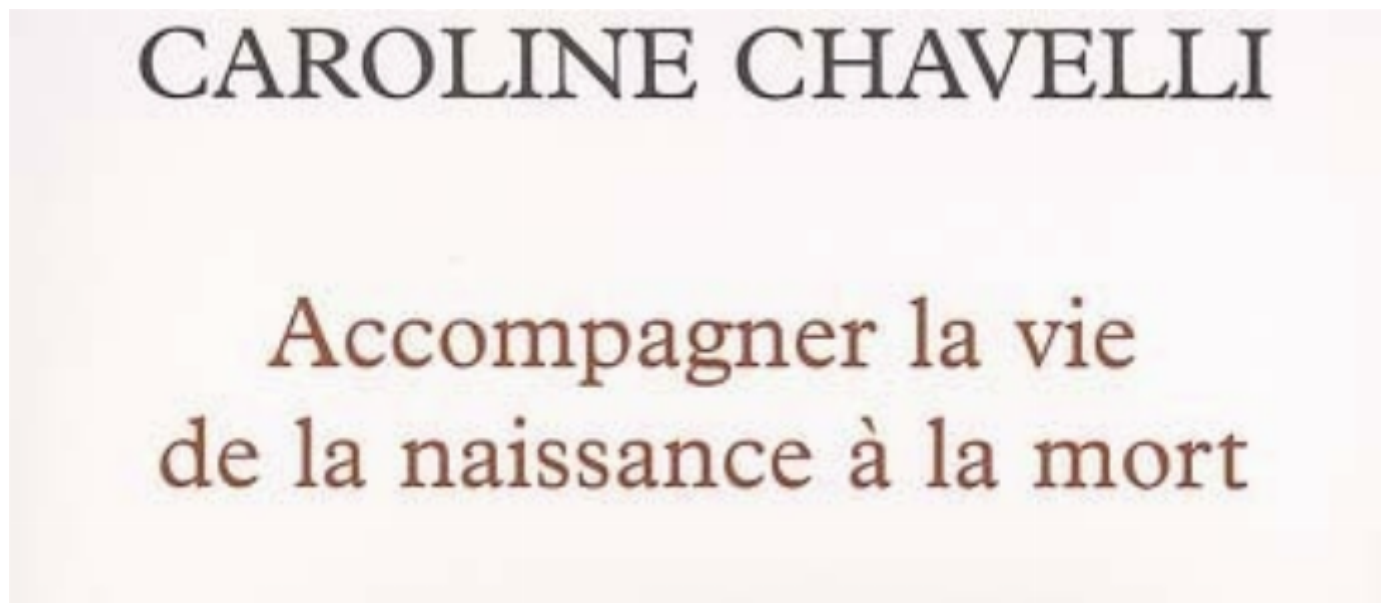 CAROLINE CHAVELLI
Accompagner la vie
de la naissance à la mort